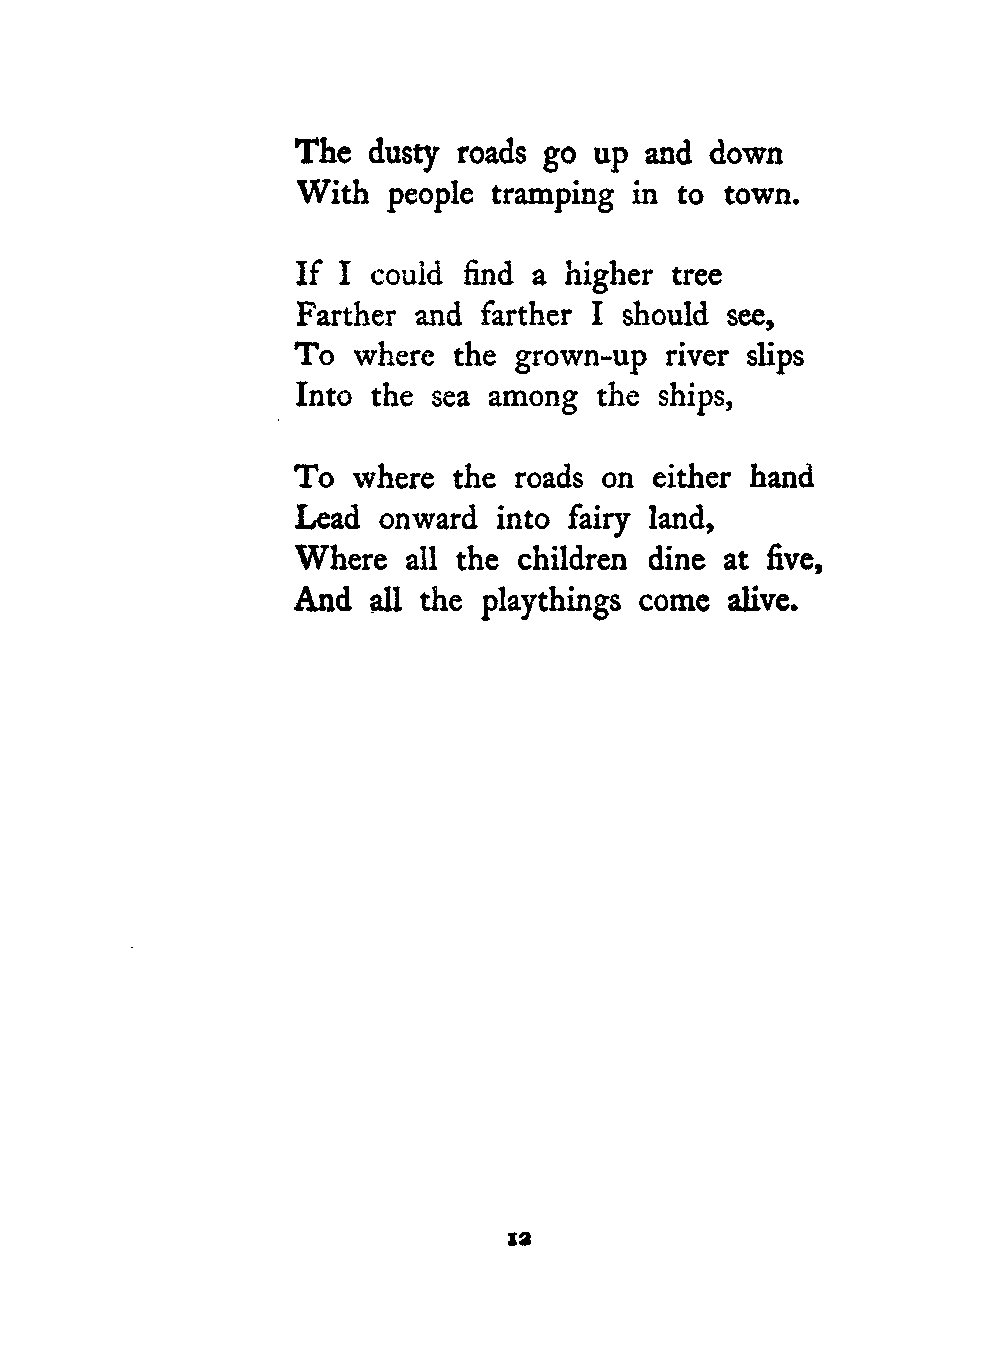 The dusty roads go up and down
With people tramping in to town.
If I could find a higher tree
Farther and farther I should see,
To where the grown-up river slips
Into the sea among the ships,
To where the roads on either hand
Lead onward into fairy land,
Where all the children dine at five,
And all the playthings come alive.
12